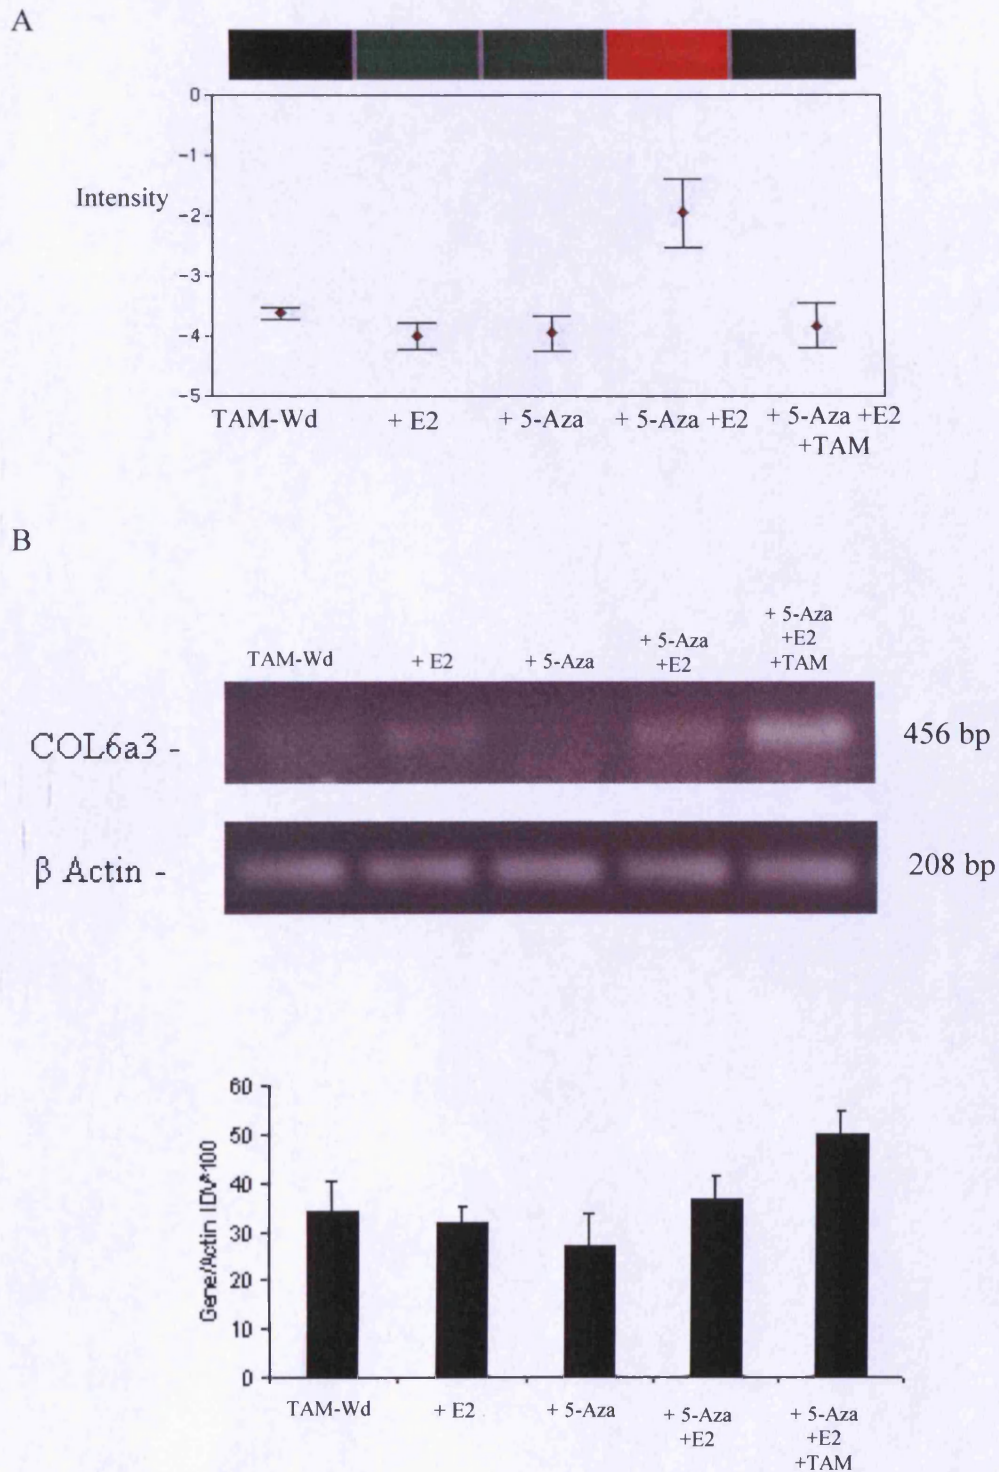 A
0
-1
Intensity
-2
-3
-4
-5
TAM-Wd + E2 + 5-Aza + 5-Aza +E2 + 5-Aza +E2
+TAM
B
+ 5-Aza
+ 5-Aza +E2
TAM-Wd + E2 + 5-Aza +E2 +TAM
COL6a3 - 456 bp
β Actin - 208 bp
60
50
40
30
20
10
0
Gene/Actin IDV*100
TAM-Wd + E2 + 5-Aza + 5-Aza + 5-Aza
+E2 +E2
+TAM